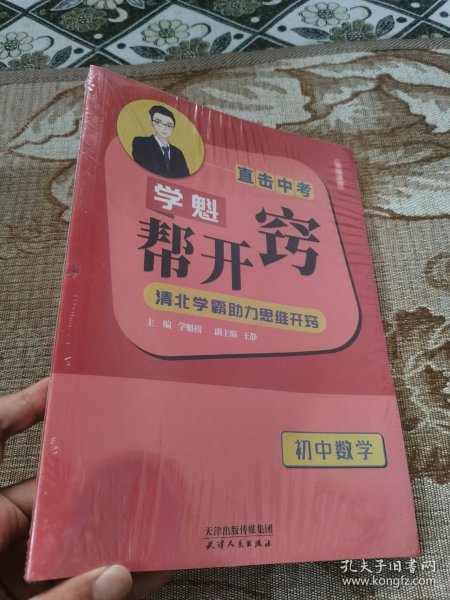 直击中考
学魁
帮开窍
清北学霸助力思维开窍
主 编 学魁榜 副主编 王静
初中数学
天津出版传媒集团
天津人民出版社
孔夫子旧书网
www.kongfz.com